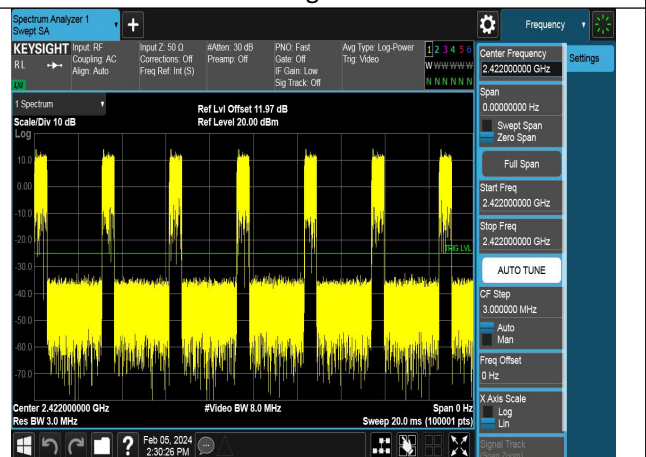 Spectrum Analyzer 1
Swept SA
+
Frequency
KEYSIGHT
RL
LXI
Input: RF
Coupling: AC
Align: Auto
Input Z: 50 Ω
Corrections: Off
Freq Ref: Int (S)
#Atten: 30 dB
Preamp: Off
PNO: Fast
Gate: Off
IF Gain: Low
Sig Track: Off
Avg Type: Log-Power
Trig: Video
1 2 3 4 5 6
W W W W W W
N N N N N N
1 Spectrum
Scale/Div 10 dB
Log
Ref Lvl Offset 11.97 dB
Ref Level 20.00 dBm
10.0
0.00
-10.0
-20.0
-30.0
-40.0
-50.0
-60.0
-70.0
TRIG LVL
Center 2.422000000 GHz
Res BW 3.0 MHz
#Video BW 8.0 MHz
Span 0 Hz
Sweep 20.0 ms (100001 pts)
?
Feb 05, 2024
2:30:26 PM
Center Frequency
2.422000000 GHz
Settings
Span
0.00000000 Hz
Swept Span
Zero Span
Full Span
Start Freq
2.422000000 GHz
Stop Freq
2.422000000 GHz
AUTO TUNE
CF Step
3.000000 MHz
Auto
Man
Freq Offset
0 Hz
X Axis Scale
Log
Lin
Signal Track
(Span Zoom)